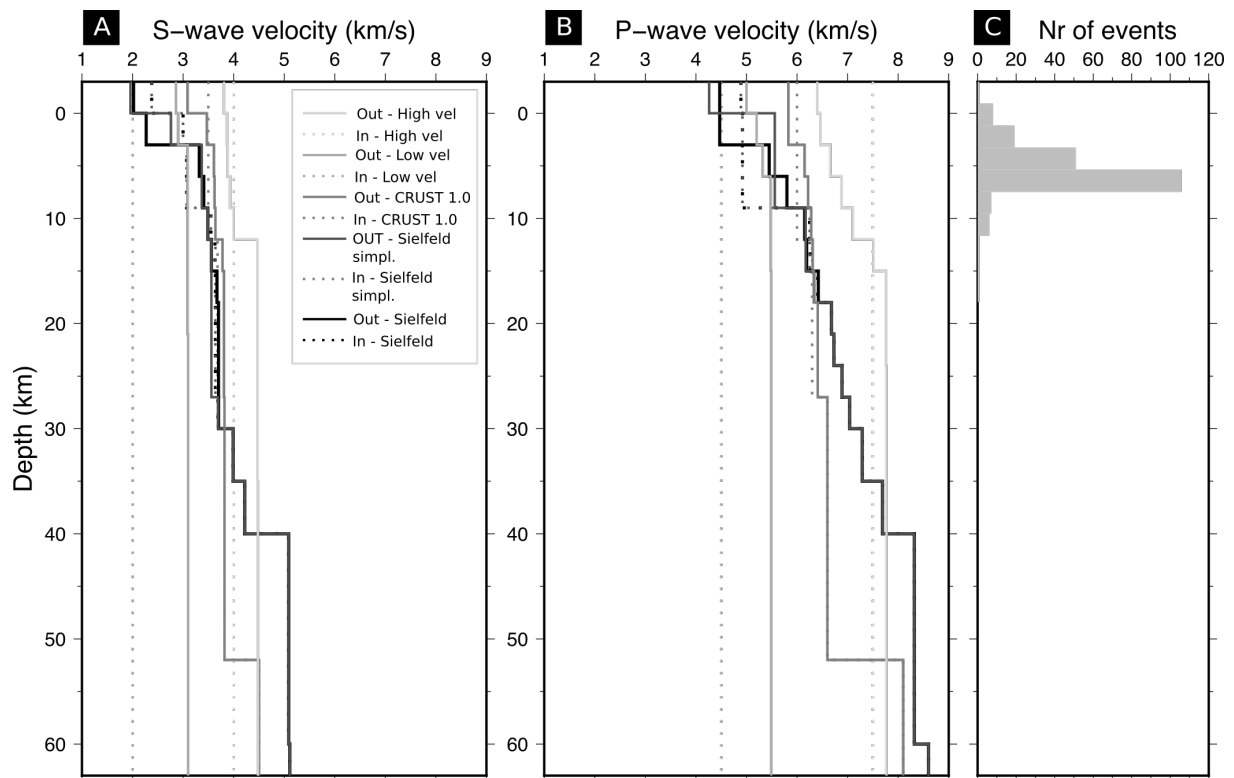 A
S–wave velocity (km/s)
1 2 3 4 5 9
B
P–wave velocity (km/s)
1 2 3 4 5 6 7 8 9
C
Nr of events
0 20 40 60 80 100 120
Depth (km)
0
10
20
30
40
50
60
Out - High vel
In - High vel
Out - Low vel
In - Low vel
Out - CRUST 1.0
In - CRUST 1.0
OUT - Sielfeld
simpl.
In - Sielfeld
simpl.
Out - Sielfeld
In - Sielfeld